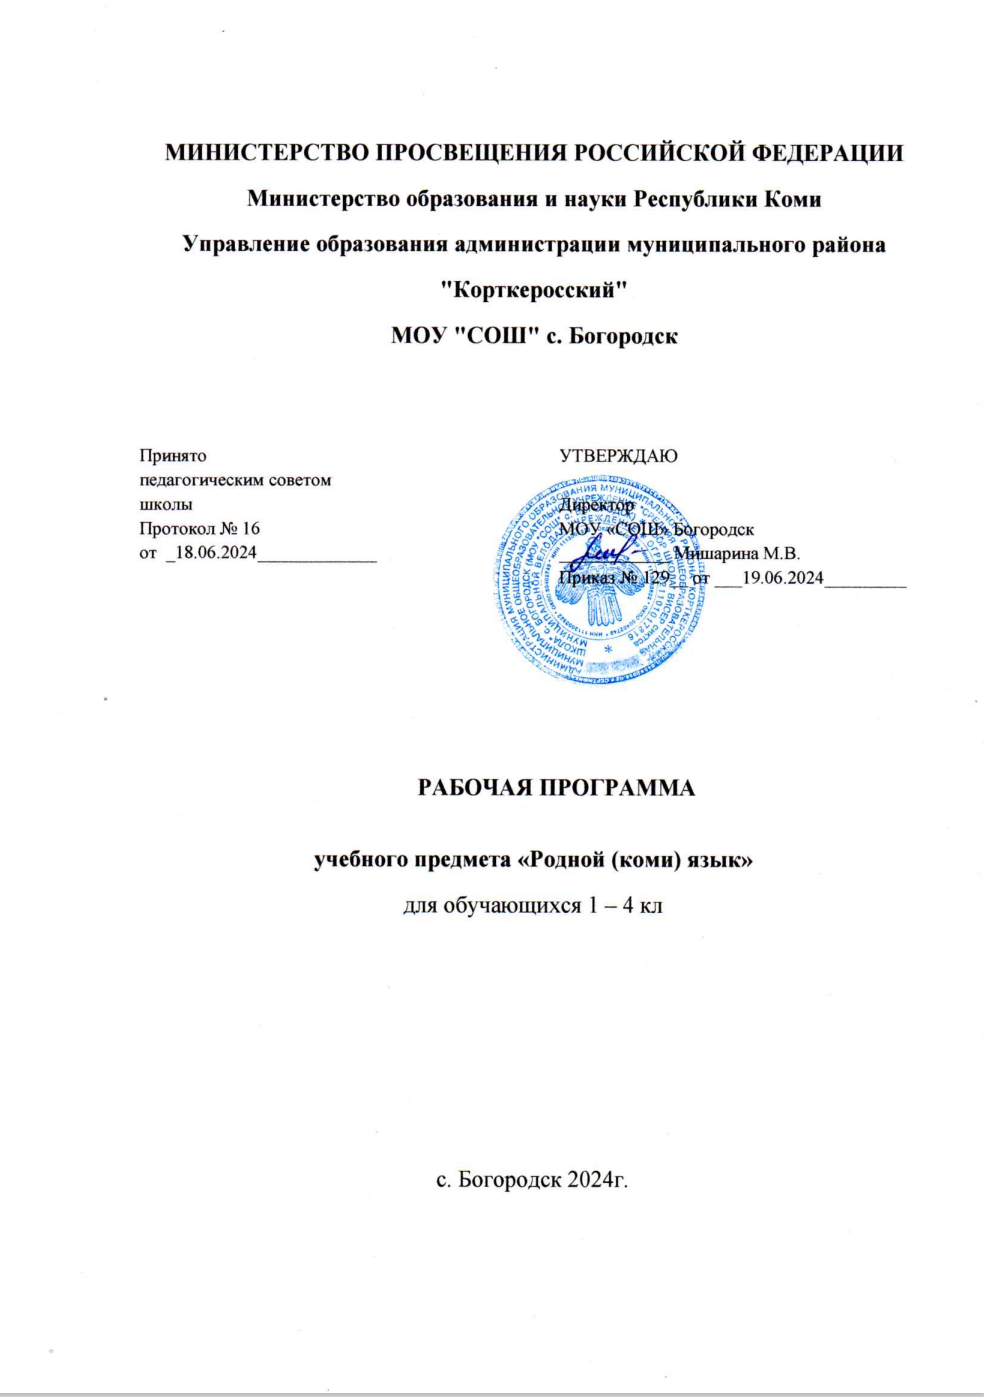 МИНИСТЕРСТВО ПРОСВЕЩЕНИЯ РОССИЙСКОЙ ФЕДЕРАЦИИ
Министерство образования и науки Республики Коми
Управление образования администрации муниципального района
"Корткеросский"
МОУ "СОШ" с. Богородск
Принято
педагогическим советом
школы
Протокол № 16
от _18.06.2024_____________
УТВЕРЖДАЮ
Директор
МОУ «СОШ» Богородск
Мишарина М.В.
Приказ № 129__ от ___19.06.2024_________
РАБОЧАЯ ПРОГРАММА
учебного предмета «Родной (коми) язык»
для обучающихся 1 – 4 кл
с. Богородск 2024г.